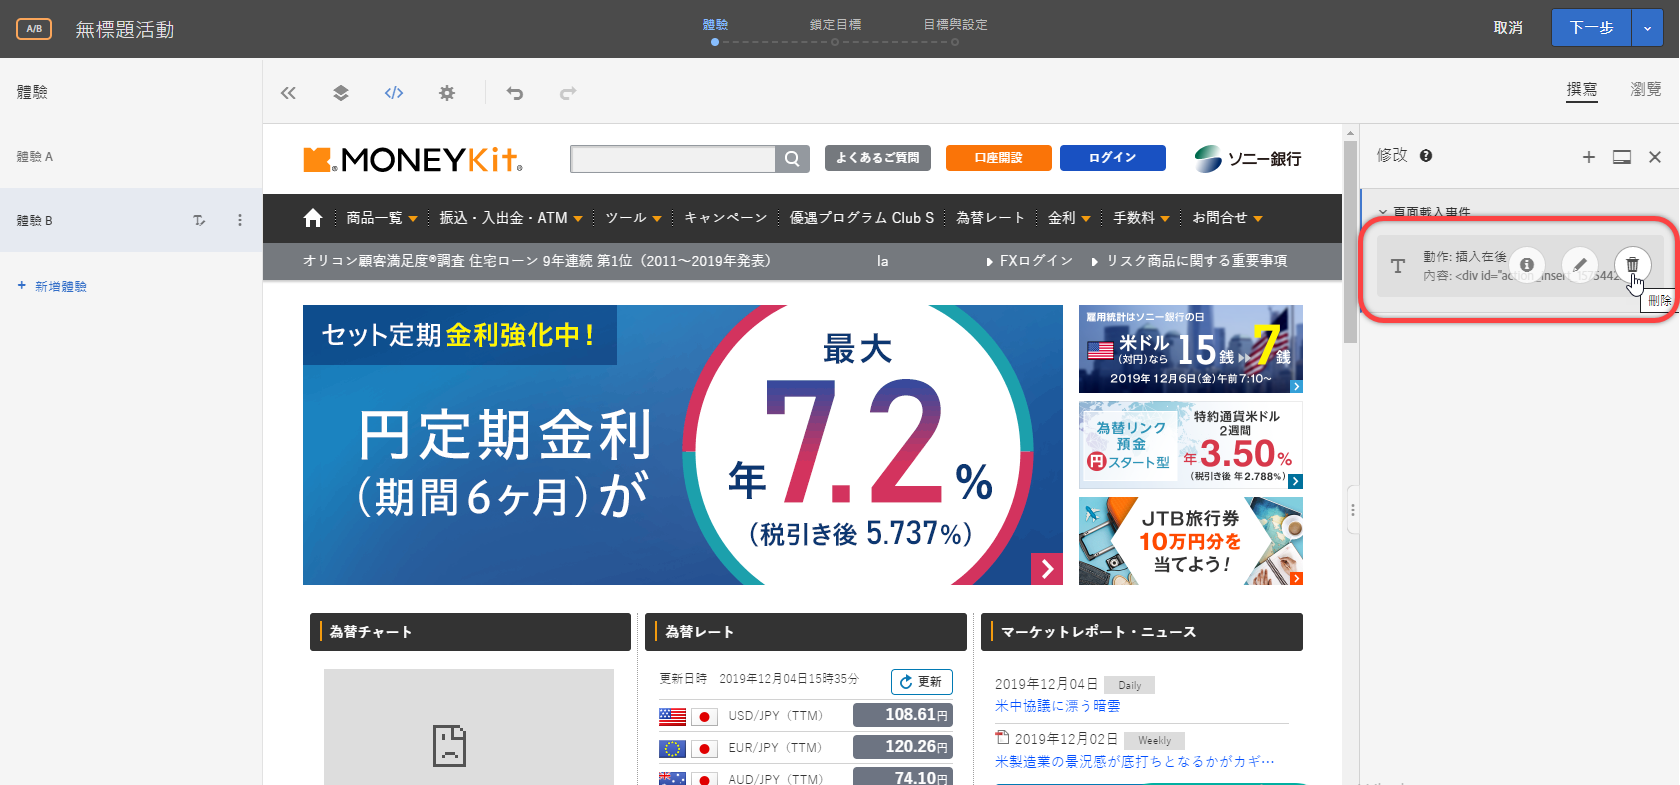 A/B
無標題活動
體驗
鎖定目標
目標與設定
取消
下一步
體驗
撰寫
瀏覽
體驗 A
體驗 B
+ 新增體驗
MONEYKit
よくあるご質問
口座開設
ログイン
ソニー銀行
商品一覧
振込・入出金・ATM
ツール
キャンペーン
優遇プログラム Club S
為替レート
金利
手数料
お問合せ
オリコン顧客満足度®調査 住宅ローン 9年連続 第1位（2011〜2019年発表）
la
FXログイン
リスク商品に関する重要事項
セット定期 金利強化中！
円定期金利
（期間6ヶ月）が
最大
年7.2%
（税引き後 5.737%）
雇用統計はソニー銀行の日
米ドル
（対円）なら
15銭
7銭
2019年12月6日(金)午前7:10〜
為替リンク
預金
円スタート型
特約通貨米ドル
2週間
年3.50%
（税引き後 年2.788%）
JTB旅行券
10万円分を
当てよう！
為替チャート
為替レート
更新日時 2019年12月04日15時35分
更新
USD/JPY（TTM） 108.61円
EUR/JPY（TTM） 120.26円
AUD/JPY（TTM） 74.10円
マーケットレポート・ニュース
2019年12月04日 Daily
米中協議に漂う暗雲
2019年12月02日 Weekly
米製造業の景況感が底打ちとなるかがカギ…
修改
頁面載入事件
動作: 插入在後
內容: <div id="action_insert_1575442
刪除